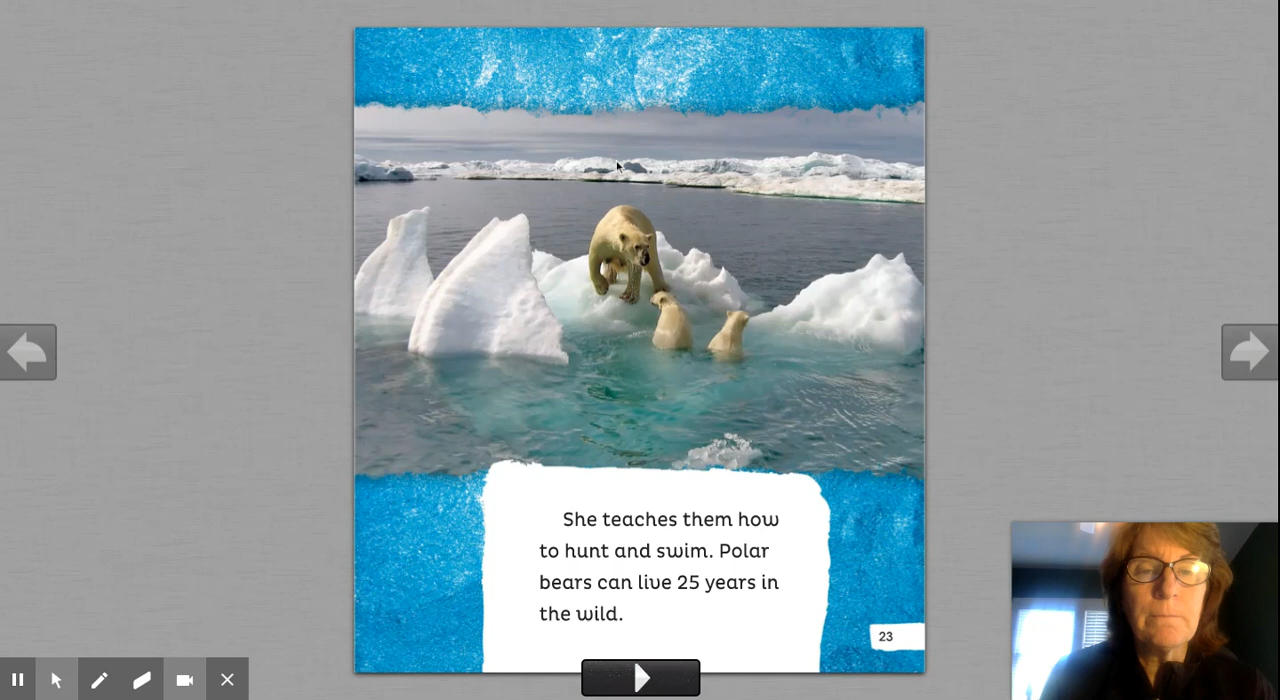 She teaches them how
to hunt and swim. Polar
bears can live 25 years in
the wild.
23